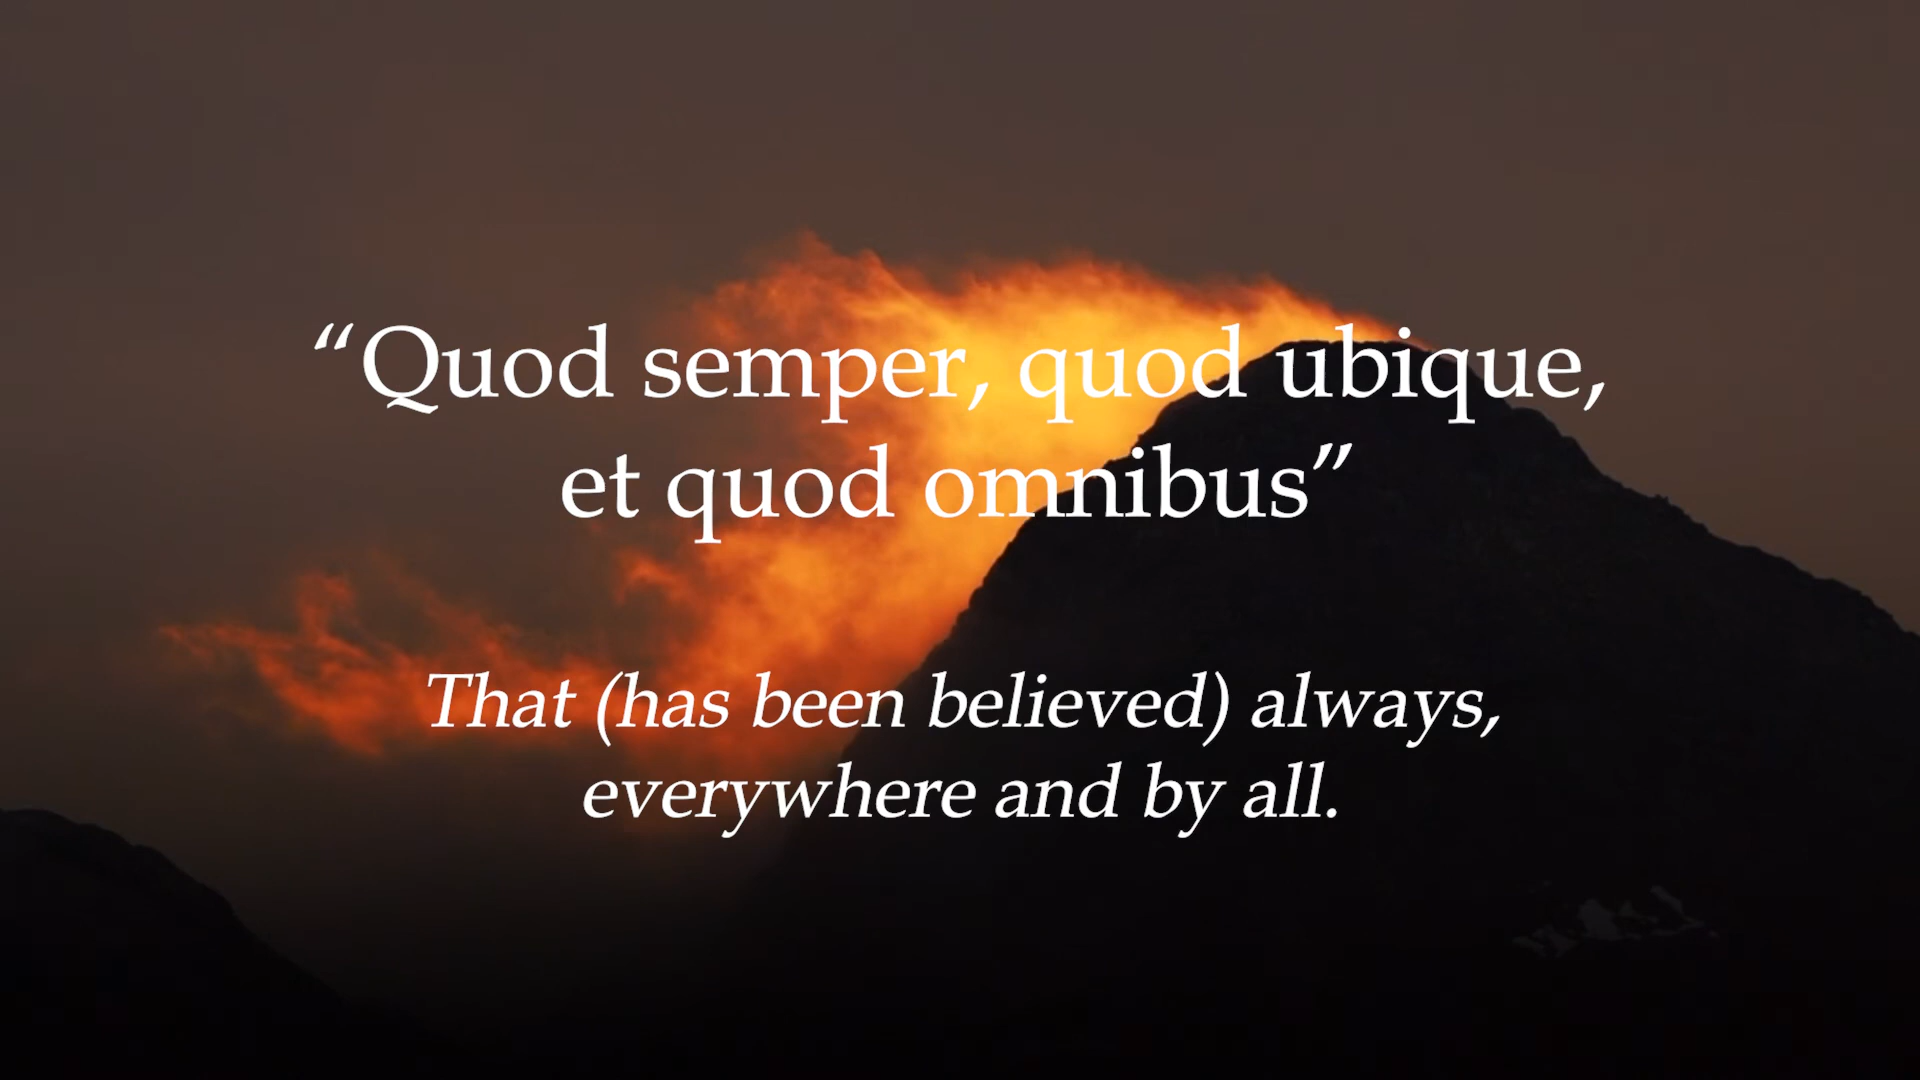 “Quod semper, quod ubique,
et quod omnibus”
That (has been believed) always,
everywhere and by all.